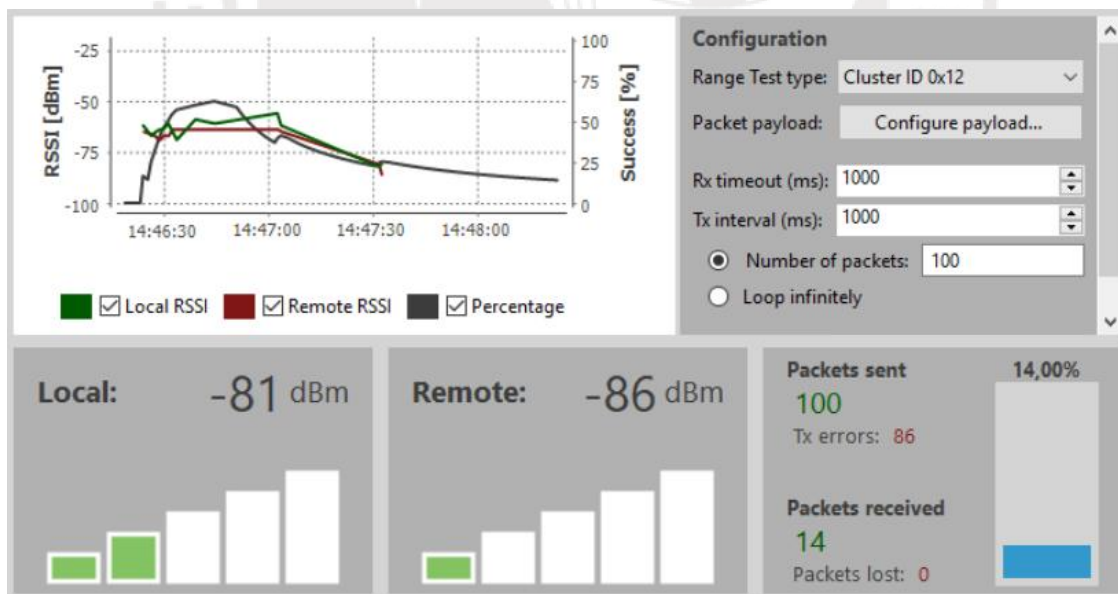 -25
-50
-75
-100
RSSI [dBm]
100
75
50
25
0
Success [%]
14:46:30 14:47:00 14:47:30 14:48:00
Local RSSI Remote RSSI Percentage
Configuration
Range Test type: Cluster ID 0x12
Packet payload: Configure payload...
Rx timeout (ms): 1000
Tx interval (ms): 1000
Number of packets: 100
Loop infinitely
Local: -81 dBm
Remote: -86 dBm
Packets sent 14,00%
100
Tx errors: 86
Packets received
14
Packets lost: 0